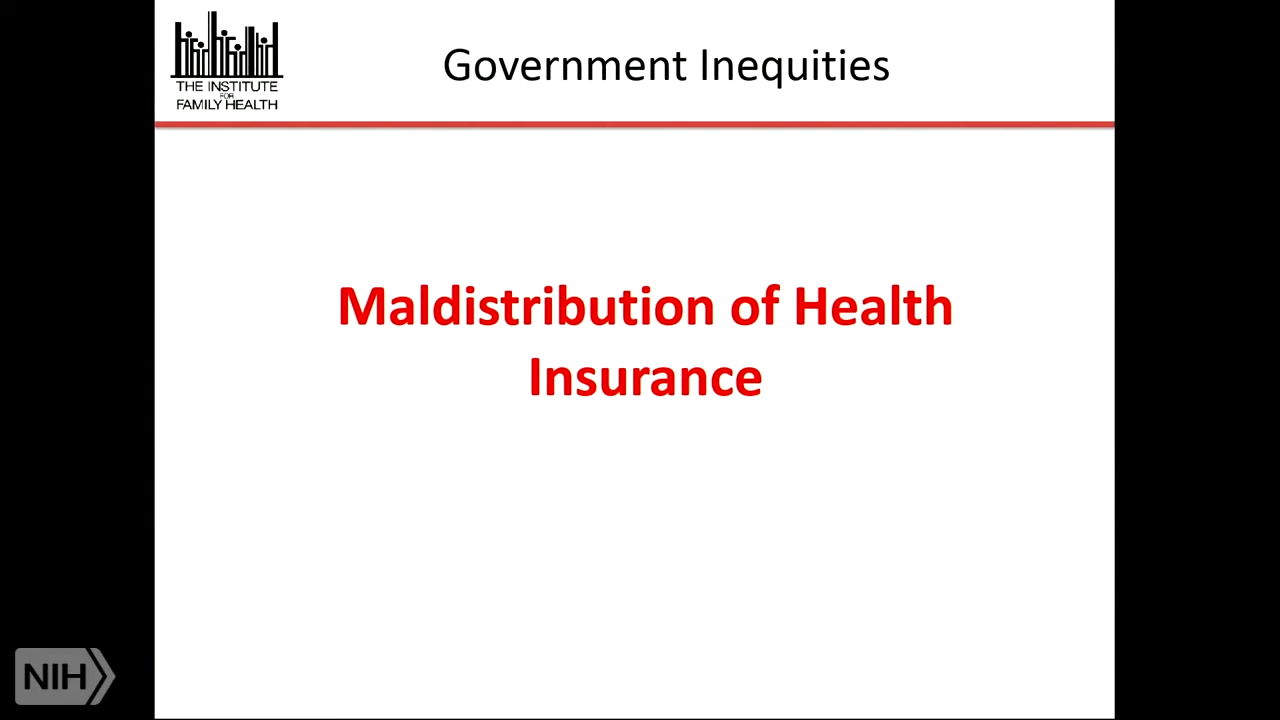 THE INSTITUTE
FOR
FAMILY HEALTH
Government Inequities
Maldistribution of Health
Insurance
NIH